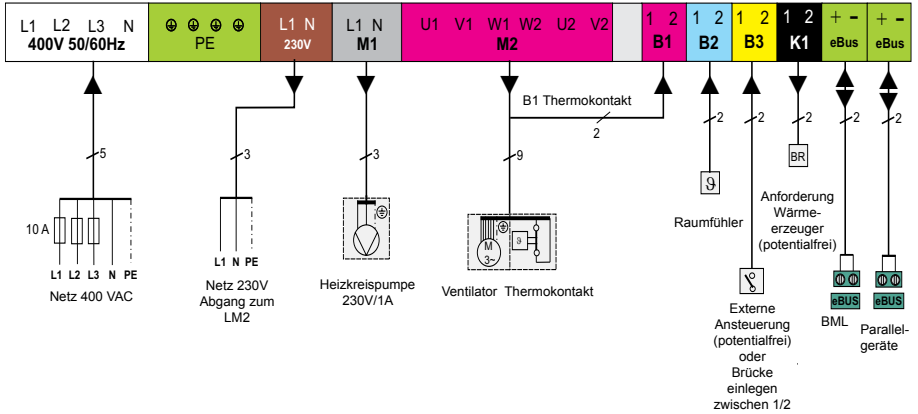 L1 L2 L3 N
400V 50/60Hz
PE
L1 N
230V
L1 N
M1
U1 V1 W1 W2 U2 V2
M2
1 2
B1
1 2
B2
1 2
B3
1 2
K1
+ -
eBus
+ -
eBus
B1 Thermokontakt
2
5
3
3
9
2
2
2
2
2
10 A
L1 L2 L3 N PE
Netz 400 VAC
L1 N PE
Netz 230V
Abgang zum
LM2
Heizkreispumpe
230V/1A
M
3~
ϑ
Ventilator Thermokontakt
ϑ
Raumfühler
Externe
Ansteuerung
(potentialfrei)
oder
Brücke
einlegen
zwischen 1/2
BR
Anforderung
Wärme-
erzeuger
(potentialfrei)
eBUS
BML
eBUS
Parallel-
geräte